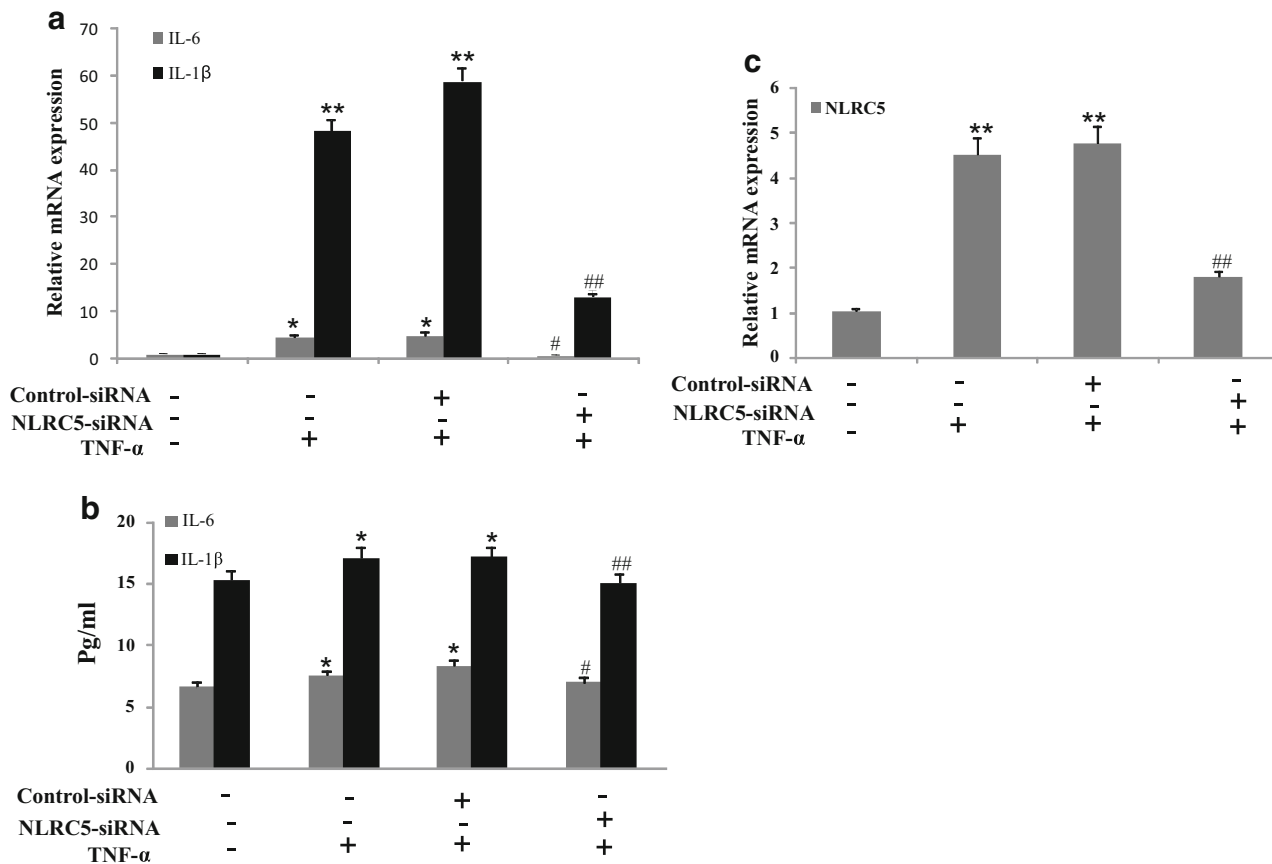 a
Relative mRNA expression
70
60
50
40
30
20
10
0
IL-6
IL-1β
** **
* *
##
#
Control-siRNA - - + -
NLRC5-siRNA - - - +
TNF-α - + + +
c
Relative mRNA expression
6
5
4
3
2
1
0
NLRC5
** **
##
Control-siRNA - - + -
NLRC5-siRNA - - - +
TNF-α - + + +
b
Pg/ml
20
15
10
5
0
IL-6
IL-1β
* *
##
* *
#
Control-siRNA - - + -
NLRC5-siRNA - - - +
TNF-α - + + +